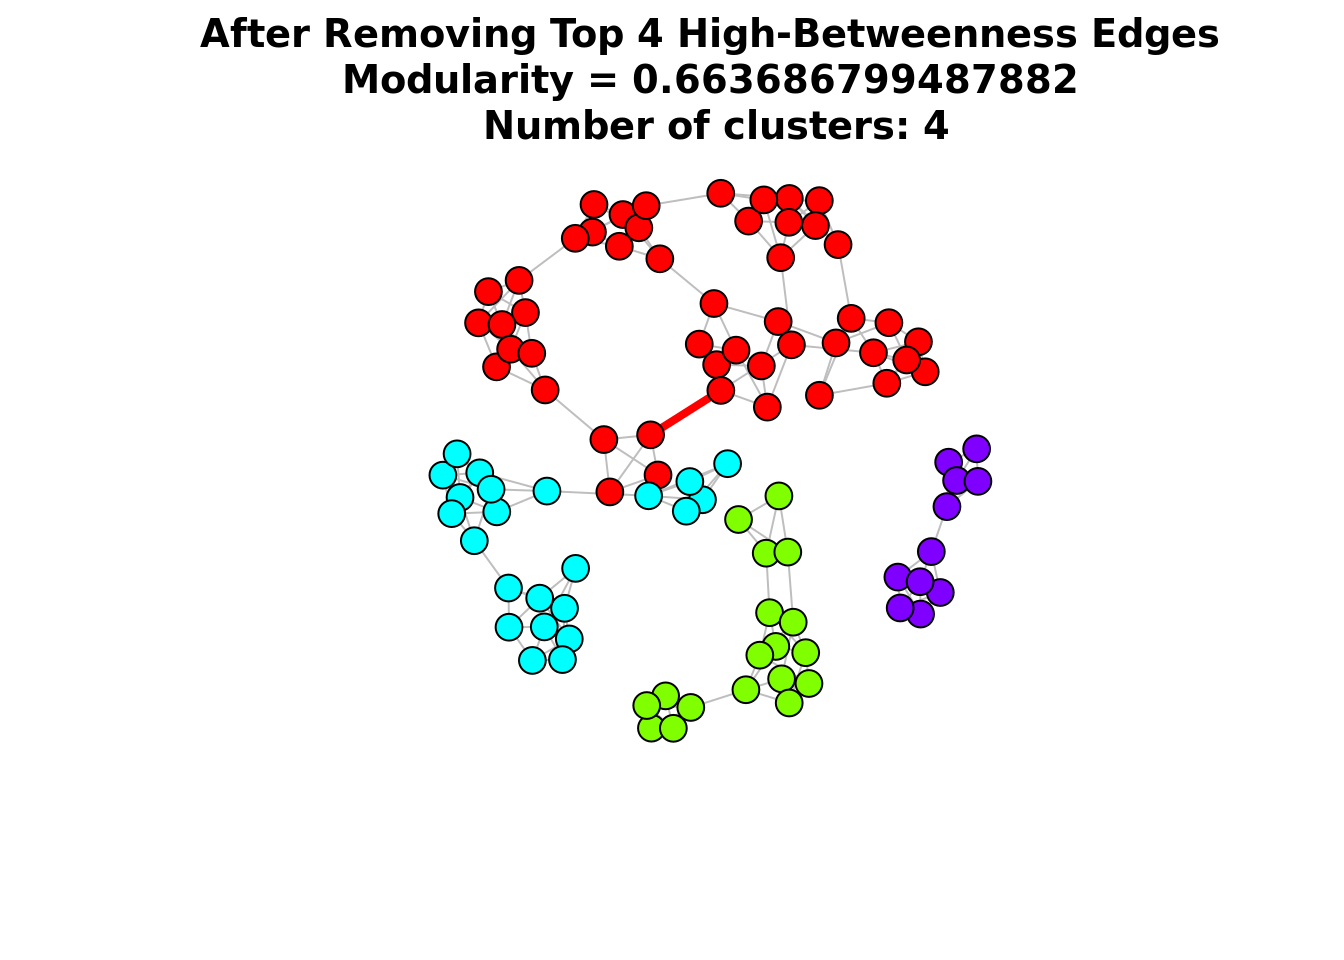 After Removing Top 4 High-Betweenness Edges
Modularity = 0.663686799487882
Number of clusters: 4